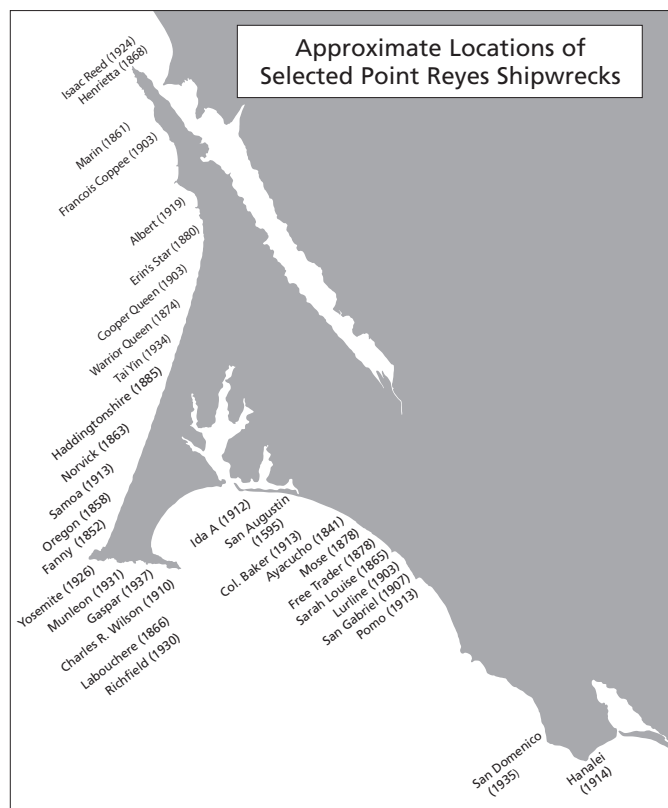 Approximate Locations of
Selected Point Reyes Shipwrecks
Isaac Reed (1924)
Henrietta (1868)
Marin (1861)
Francois Coppee (1903)
Albert (1919)
Erin's Star (1880)
Cooper Queen (1903)
Warrior Queen (1874)
Tai Yin (1934)
Haddingtonshire (1885)
Norvick (1863)
Samoa (1913)
Oregon (1858)
Fanny (1852)
Yosemite (1926)
Munleon (1931)
Gaspar (1937)
Charles R. Wilson (1910)
Labouchere (1866)
Richfield (1930)
Ida A (1912)
San Augustin
(1595)
Col. Baker (1913)
Ayacucho (1841)
Mose (1878)
Free Trader (1878)
Sarah Louise (1865)
Lurline (1903)
San Gabriel (1907)
Pomo (1913)
San Domenico
(1935)
Hanalei
(1914)